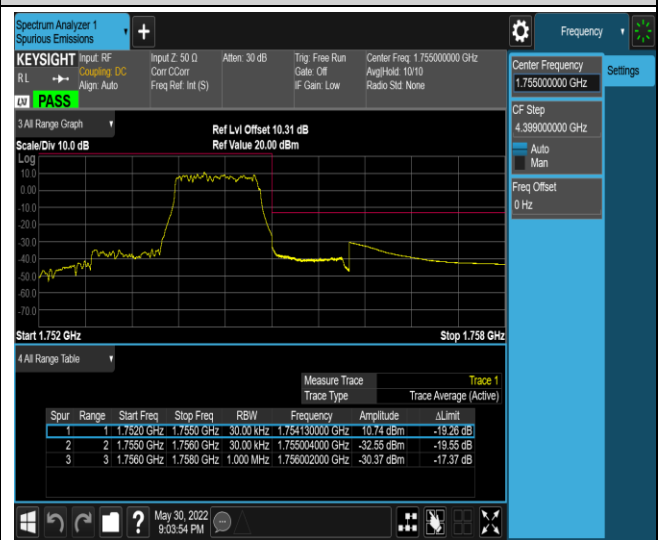 Spectrum Analyzer 1
Spurious Emissions
Frequency
KEYSIGHT
Input: RF
Coupling: DC
Align: Auto
Input Z: 50 Ω
Corr CCorr
Freq Ref: Int (S)
Atten: 30 dB
Trig: Free Run
Gate: Off
IF Gain: Low
Center Freq: 1.755000000 GHz
Avg|Hold: 10/10
Radio Std: None
R L
LVI PASS
Center Frequency
1.755000000 GHz
Settings
CF Step
4.399000000 GHz
Auto
Man
Freq Offset
0 Hz
3 All Range Graph
Scale/Div 10.0 dB
Ref Lvl Offset 10.31 dB
Ref Value 20.00 dBm
Log
10.0
0.00
-10.0
-20.0
-30.0
-40.0
-50.0
-60.0
-70.0
Start 1.752 GHz
Stop 1.758 GHz
4 All Range Table
Measure Trace Trace 1
Trace Type Trace Average (Active)
Spur Range Start Freq Stop Freq RBW Frequency Amplitude ΔLimit
1 1 1.7520 GHz 1.7550 GHz 30.00 kHz 1.754130000 GHz 10.74 dBm -19.26 dB
2 2 1.7550 GHz 1.7560 GHz 30.00 kHz 1.755004000 GHz -32.55 dBm -19.55 dB
3 3 1.7560 GHz 1.7580 GHz 1.000 MHz 1.756002000 GHz -30.37 dBm -17.37 dB
May 30, 2022
9:03:54 PM